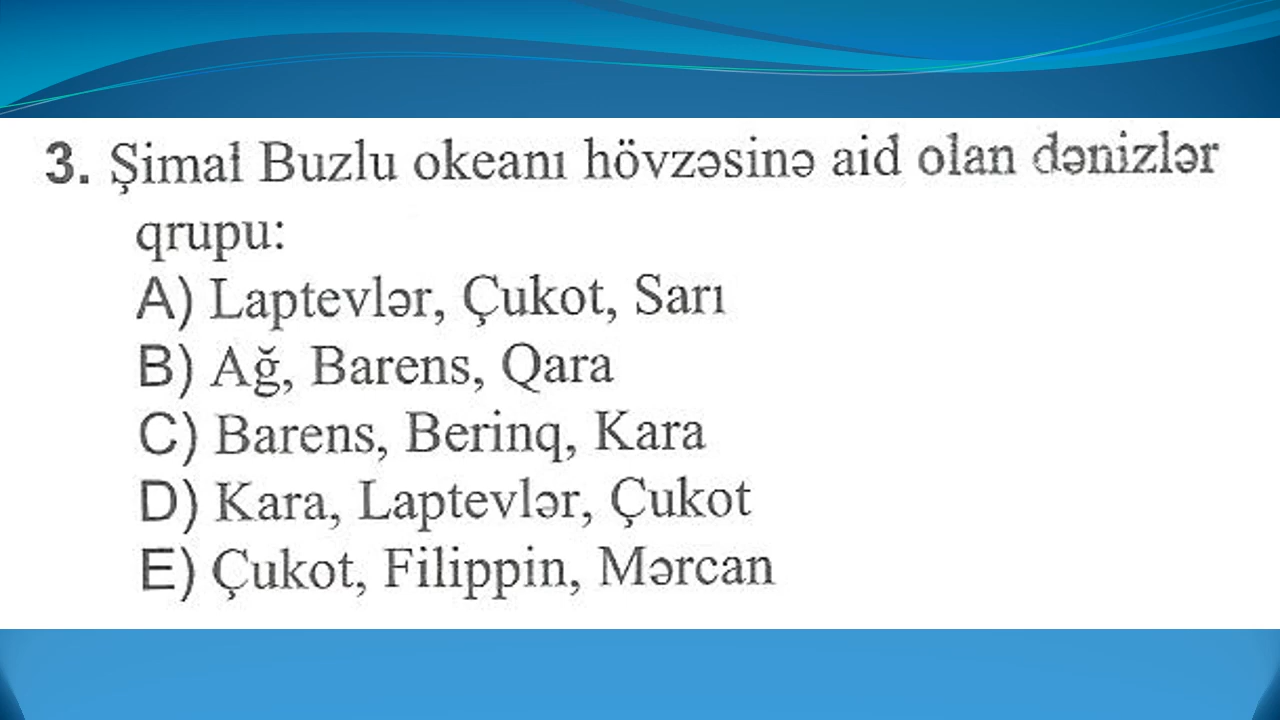 3. Şimal Buzlu okeanı hövzəsinə aid olan dənizlər
qrupu:
A) Laptevlər, Çukot, Sarı
B) Ağ, Barens, Qara
C) Barens, Berinq, Kara
D) Kara, Laptevlər, Çukot
E) Çukot, Filippin, Mərcan